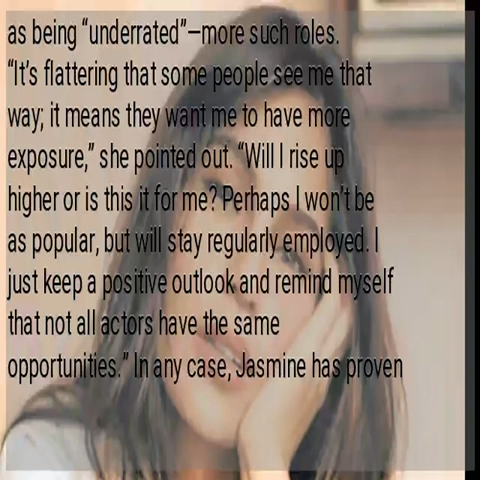 as being “underrated”—more such roles.
“It’s flattering that some people see me that
way; it means they want me to have more
exposure,” she pointed out. “Will I rise up
higher or is this it for me? Perhaps I won’t be
as popular, but will stay regularly employed. I
just keep a positive outlook and remind myself
that not all actors have the same
opportunities.” In any case, Jasmine has proven